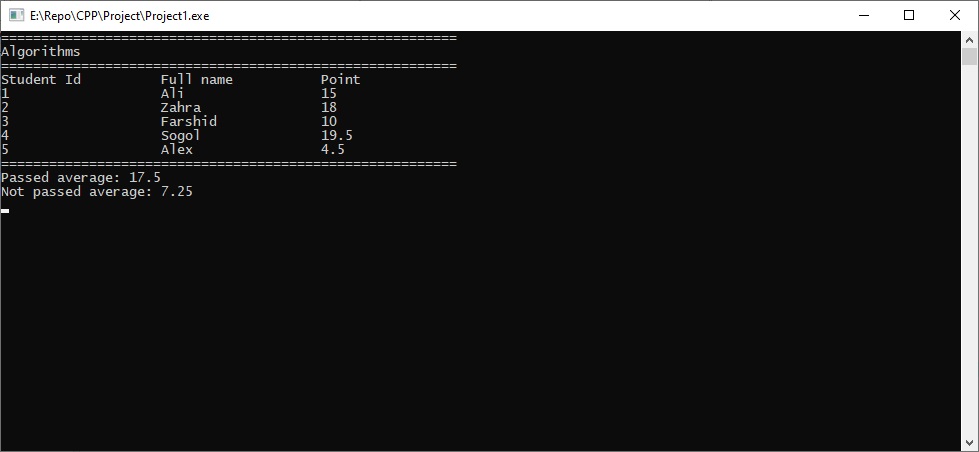 E:\Repo\CPP\Project\Project1.exe
=========================================================
Algorithms
=========================================================
Student Id          Full name           Point
1                   Ali                 15
2                   Zahra               18
3                   Farshid             10
4                   Sogol               19.5
5                   Alex                4.5
=========================================================
Passed average: 17.5
Not passed average: 7.25